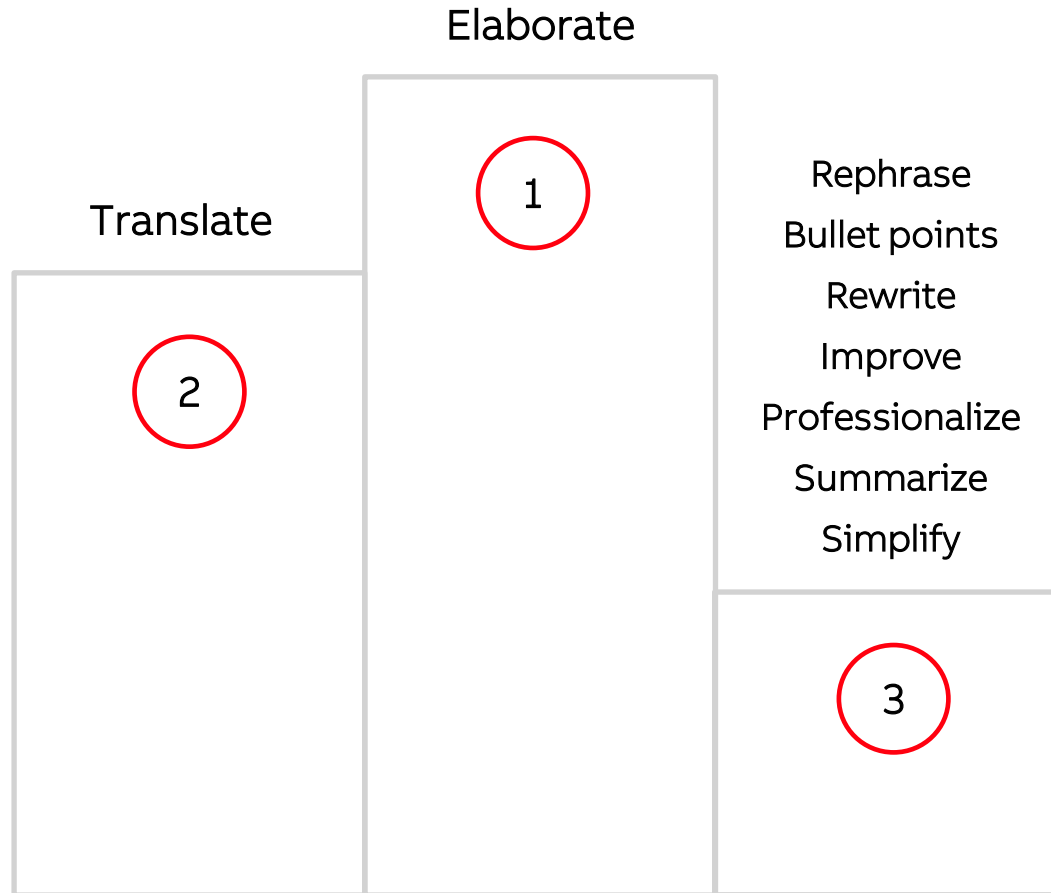 Elaborate
1
Translate
2
Rephrase
Bullet points
Rewrite
Improve
Professionalize
Summarize
Simplify
3